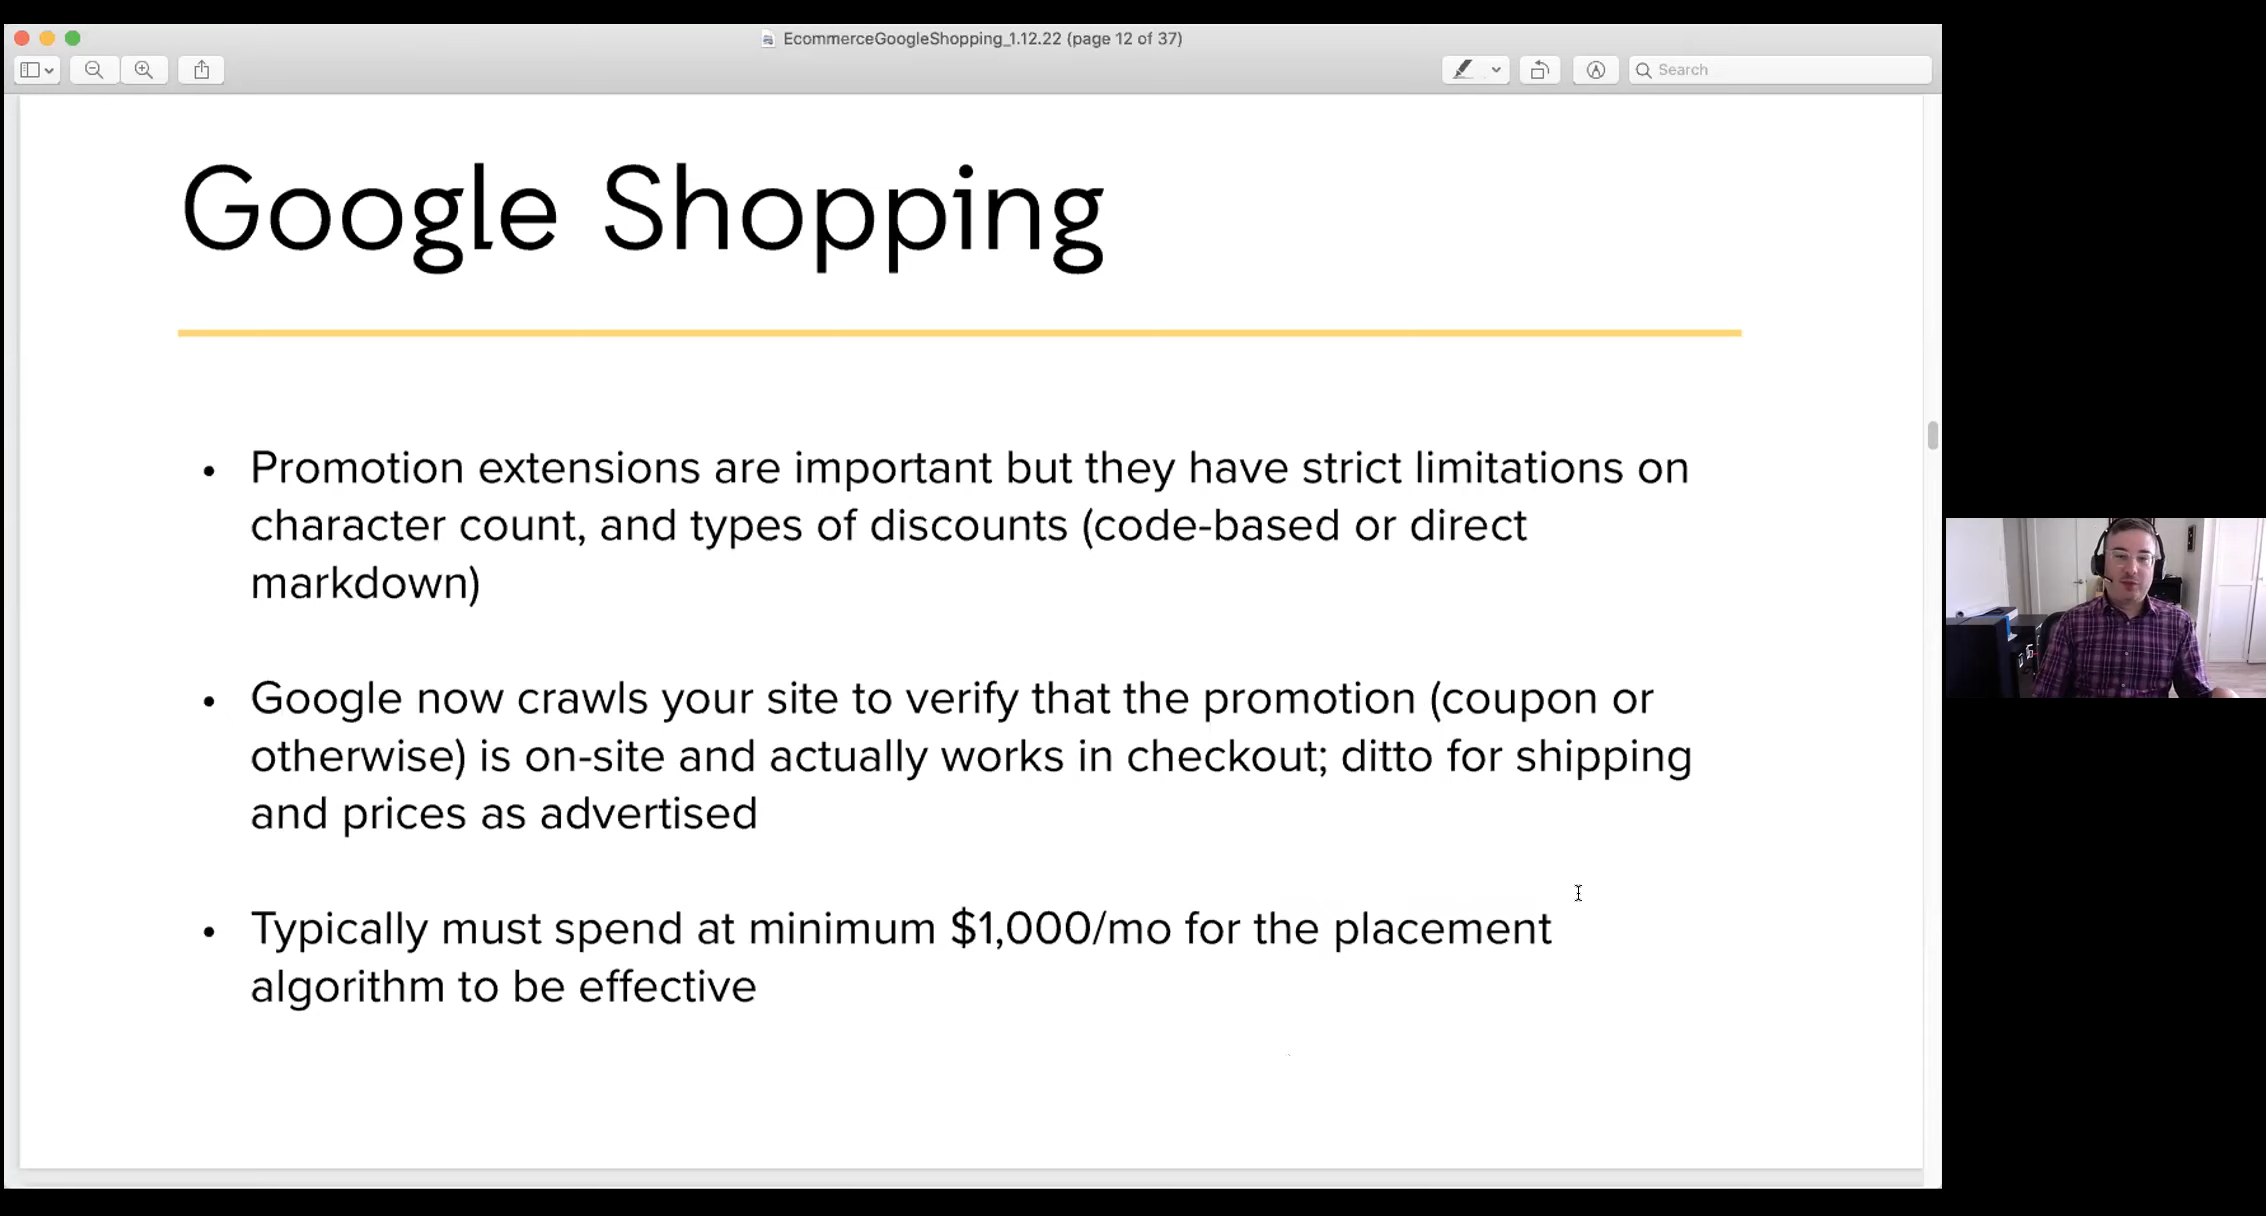 EcommerceGoogleShopping_1.12.22 (page 12 of 37)
Search
Google Shopping
• Promotion extensions are important but they have strict limitations on
character count, and types of discounts (code-based or direct
markdown)
• Google now crawls your site to verify that the promotion (coupon or
otherwise) is on-site and actually works in checkout; ditto for shipping
and prices as advertised
• Typically must spend at minimum $1,000/mo for the placement
algorithm to be effective